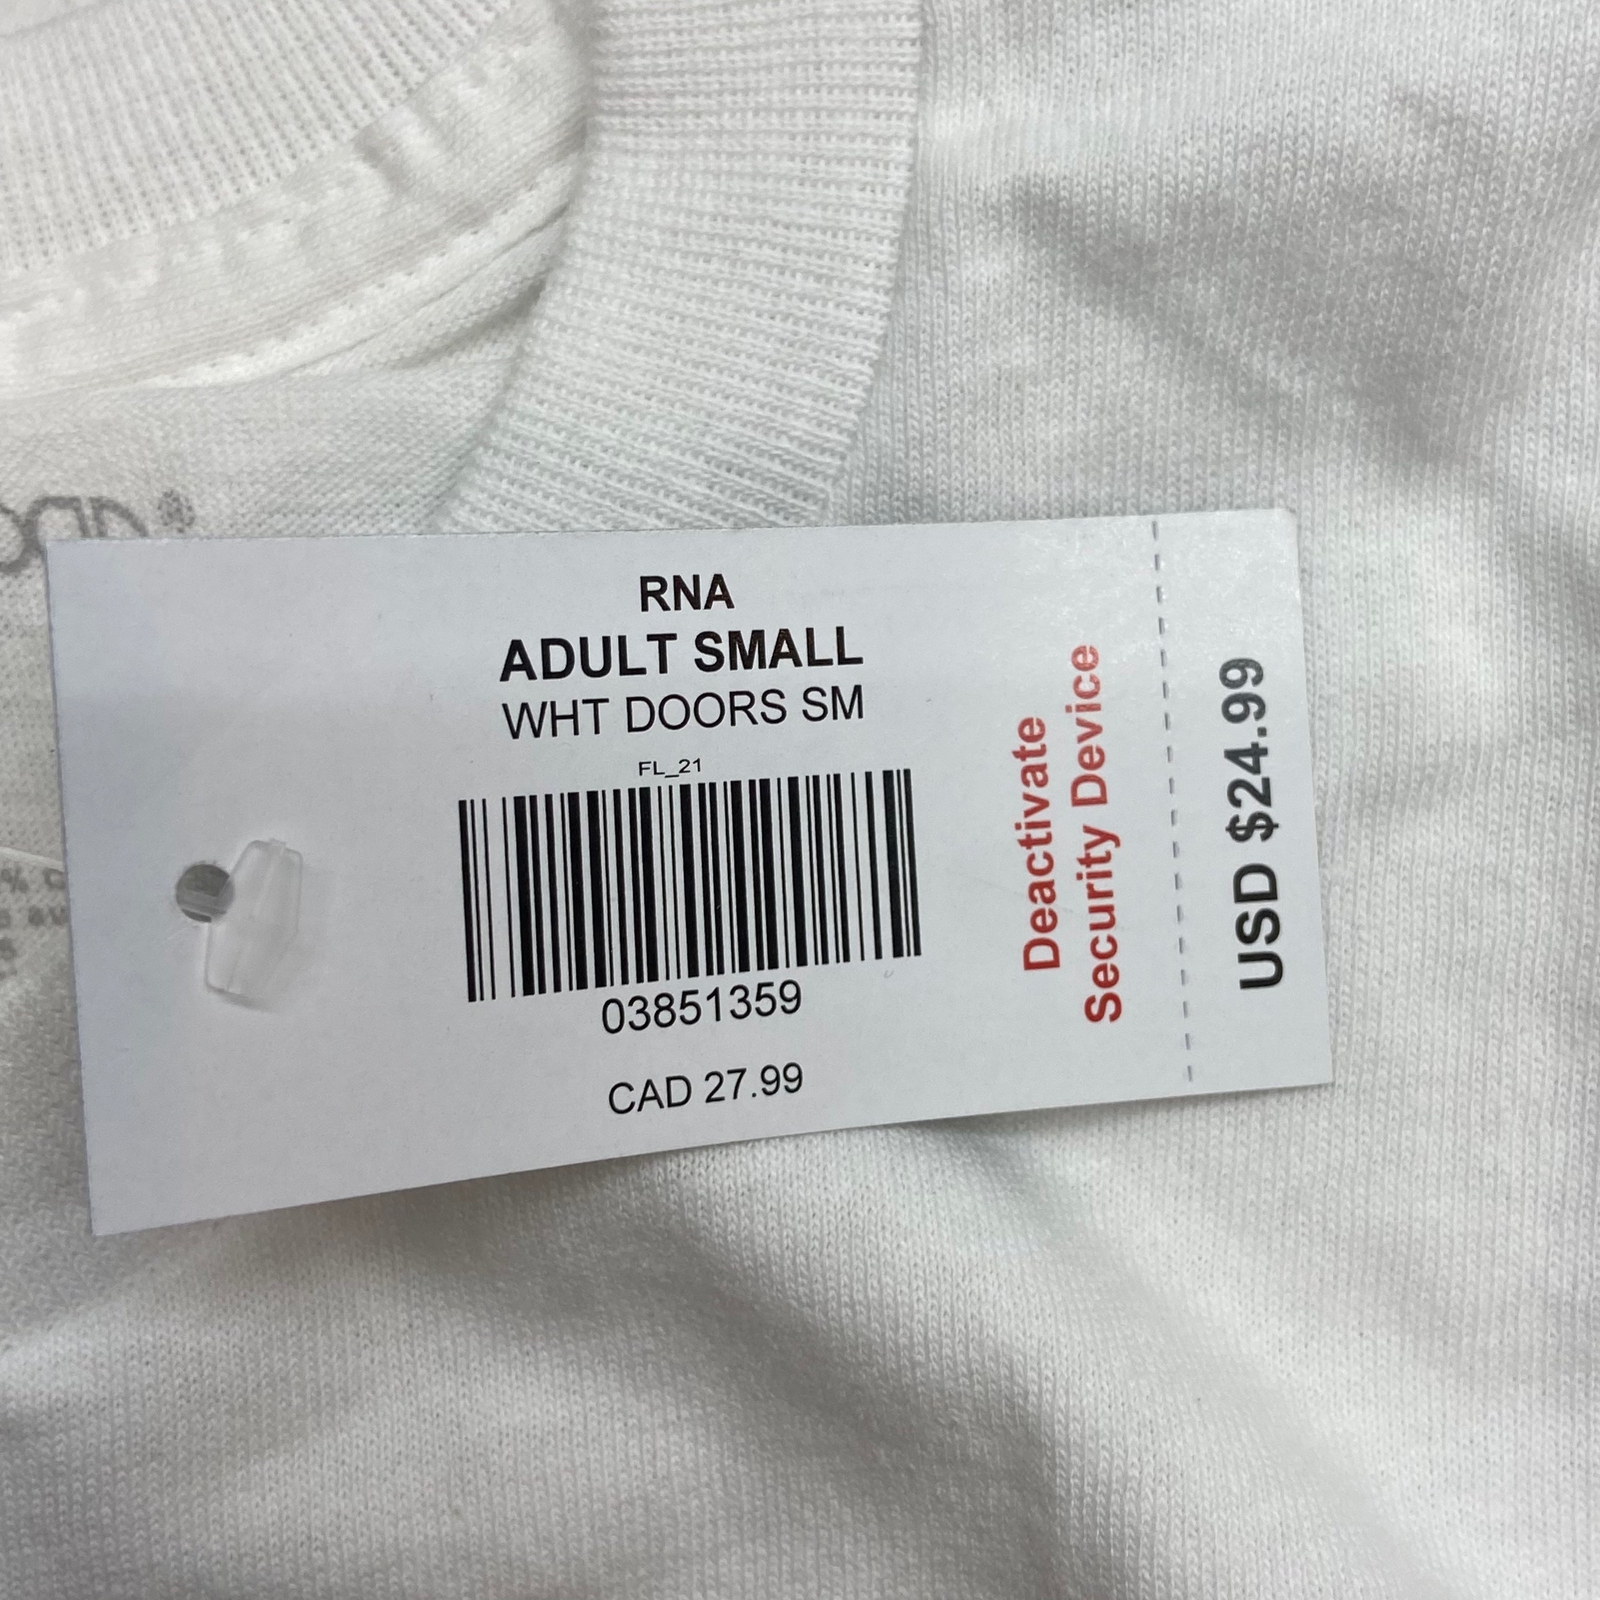 RNA
ADULT SMALL
WHT DOORS SM
FL_21
03851359
CAD 27.99
Deactivate
Security Device
USD $24.99